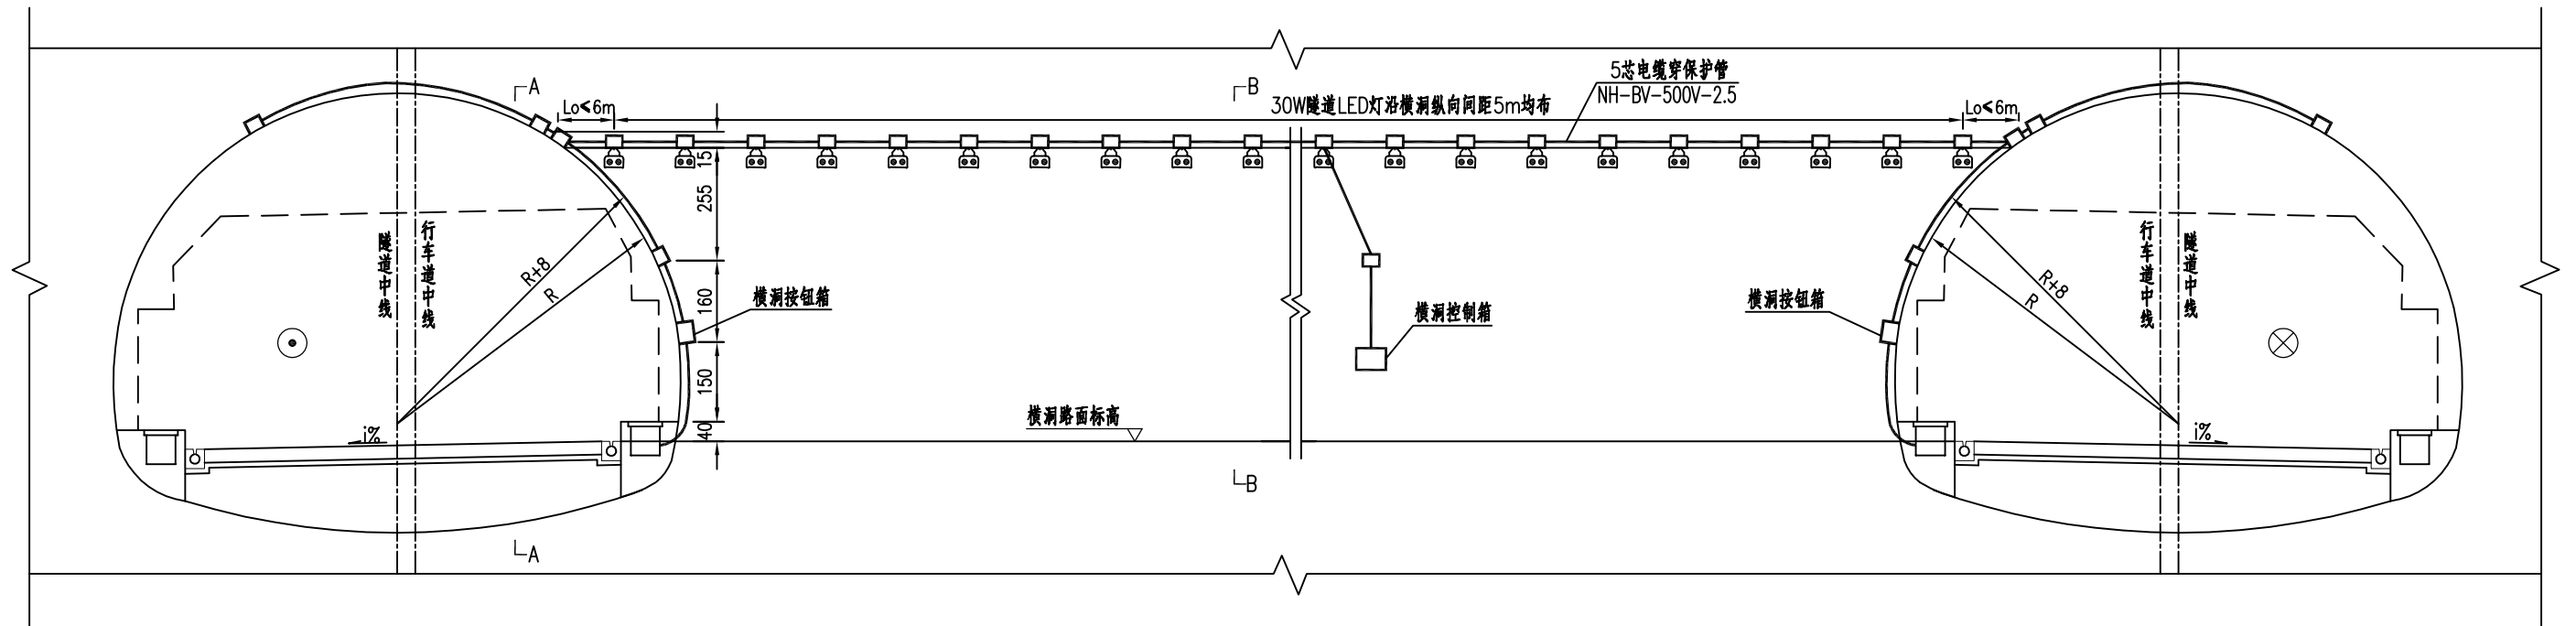 A
B
5芯电缆穿保护管
NH-BV-500V-2.5
Lo<6m
30W隧道LED灯沿横洞纵向间距5m均布
Lo<6m
15
255
160
150
40
隧道中线
行车道中线
R+8
R
横洞按钮箱
横洞控制箱
横洞按钮箱
行车道中线
隧道中线
R+8
R
横洞路面标高
i%
i%
B
A